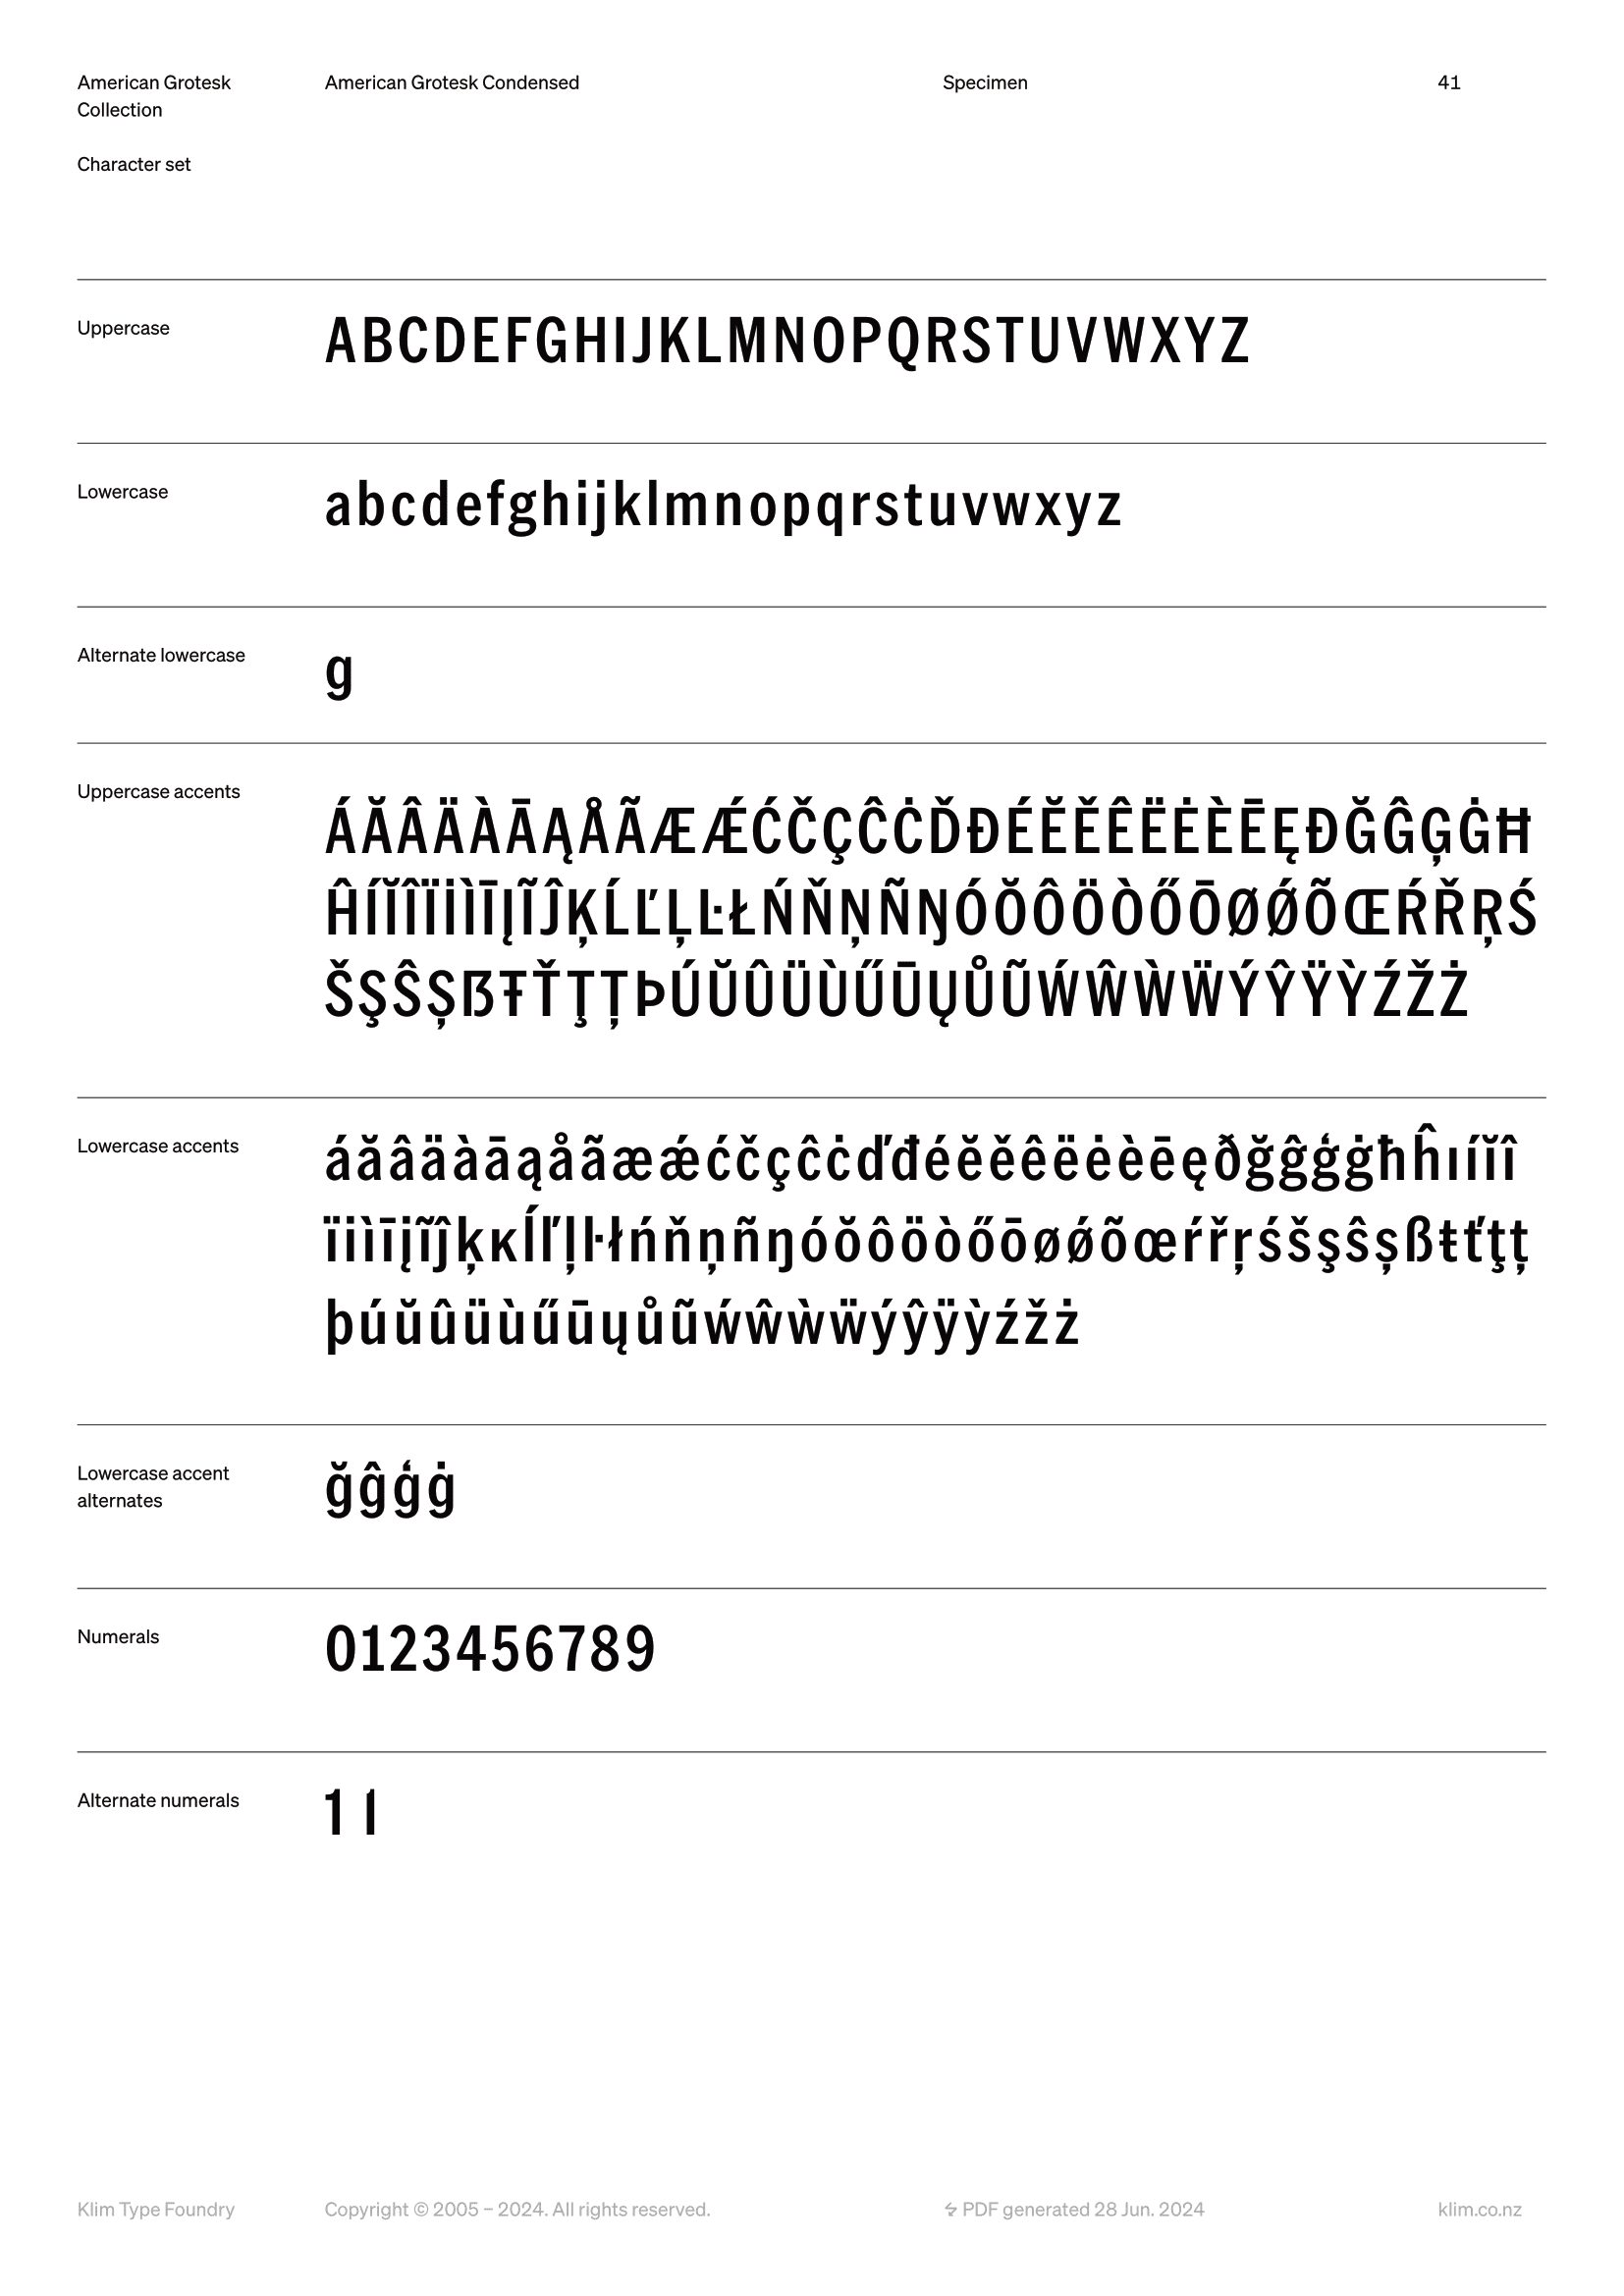 American Grotesk Collection
American Grotesk Condensed
Specimen
41
Character set
Uppercase
ABCDEFGHIJKLMNOPQRSTUVWXYZ
Lowercase
abcdefghijklmnopqrstuvwxyz
Alternate lowercase
g
Uppercase accents
ÁĂÂÄÀĀĄÅÃÆǼĆČÇĈĊĎĐÉĔĚÊËĖÈĒĘÐĞĜĢĠĦ
ĤÍĬÎÏİÌĪĮĨĴĶĹĽĻĿŁŃŇŅÑŊÓŎÔÖÒŐŌØǾÕŒŔŘŖŚ
ŠŞŜȘẞŦŤŢȚÞÚŬÛÜÙŰŪŲŮŨẂŴẀẄÝŶŸỲŹŽŻ
Lowercase accents
áăâäàāąåãæǽćčçĉċďđéĕěêëėèēęðğĝģġħĥıíĭî
ïiìīįĩĵķĸĺľļŀłńňņñŋóŏôöòőōøǿõœŕřŗśšşŝșßŧťţț
þúŭûüùűūųůũẃŵẁẅýŷÿỳźžż
Lowercase accent alternates
ğĝģġ
Numerals
0123456789
Alternate numerals
1 1
Klim Type Foundry
Copyright © 2005 – 2024. All rights reserved.
PDF generated 28 Jun. 2024
klim.co.nz